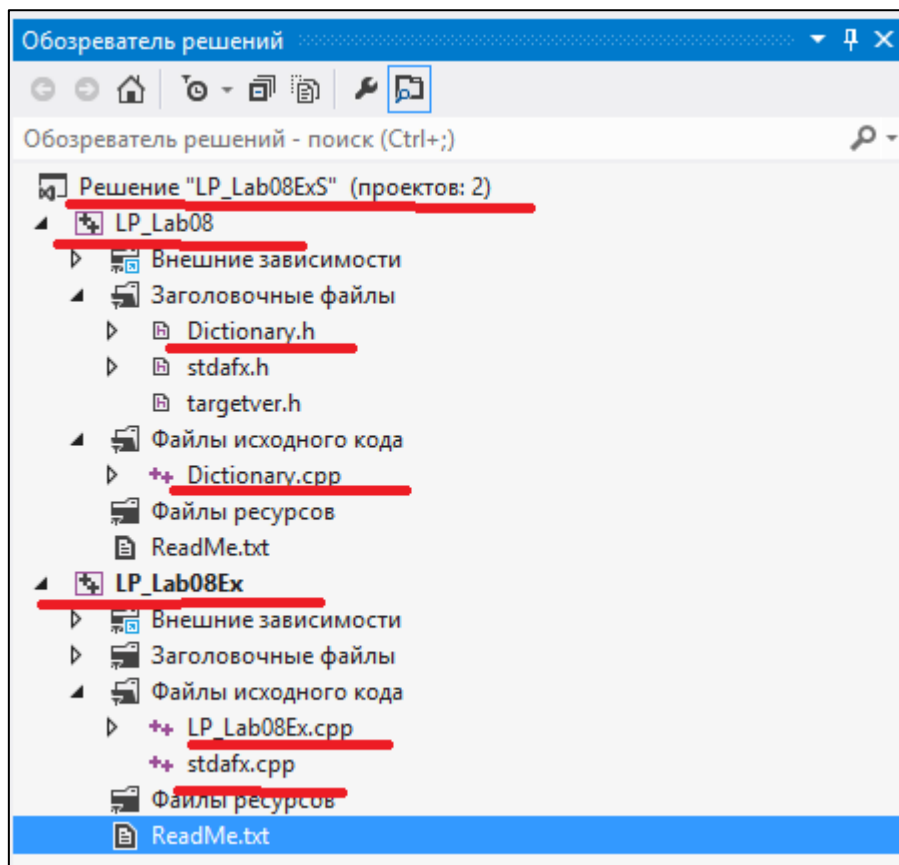 Обозреватель решений
Обозреватель решений - поиск (Ctrl+;)
Решение "LP_Lab08ExS" (проектов: 2)
LP_Lab08
Внешние зависимости
Заголовочные файлы
Dictionary.h
stdafx.h
targetver.h
Файлы исходного кода
Dictionary.cpp
Файлы ресурсов
ReadMe.txt
LP_Lab08Ex
Внешние зависимости
Заголовочные файлы
Файлы исходного кода
LP_Lab08Ex.cpp
stdafx.cpp
Файлы ресурсов
ReadMe.txt